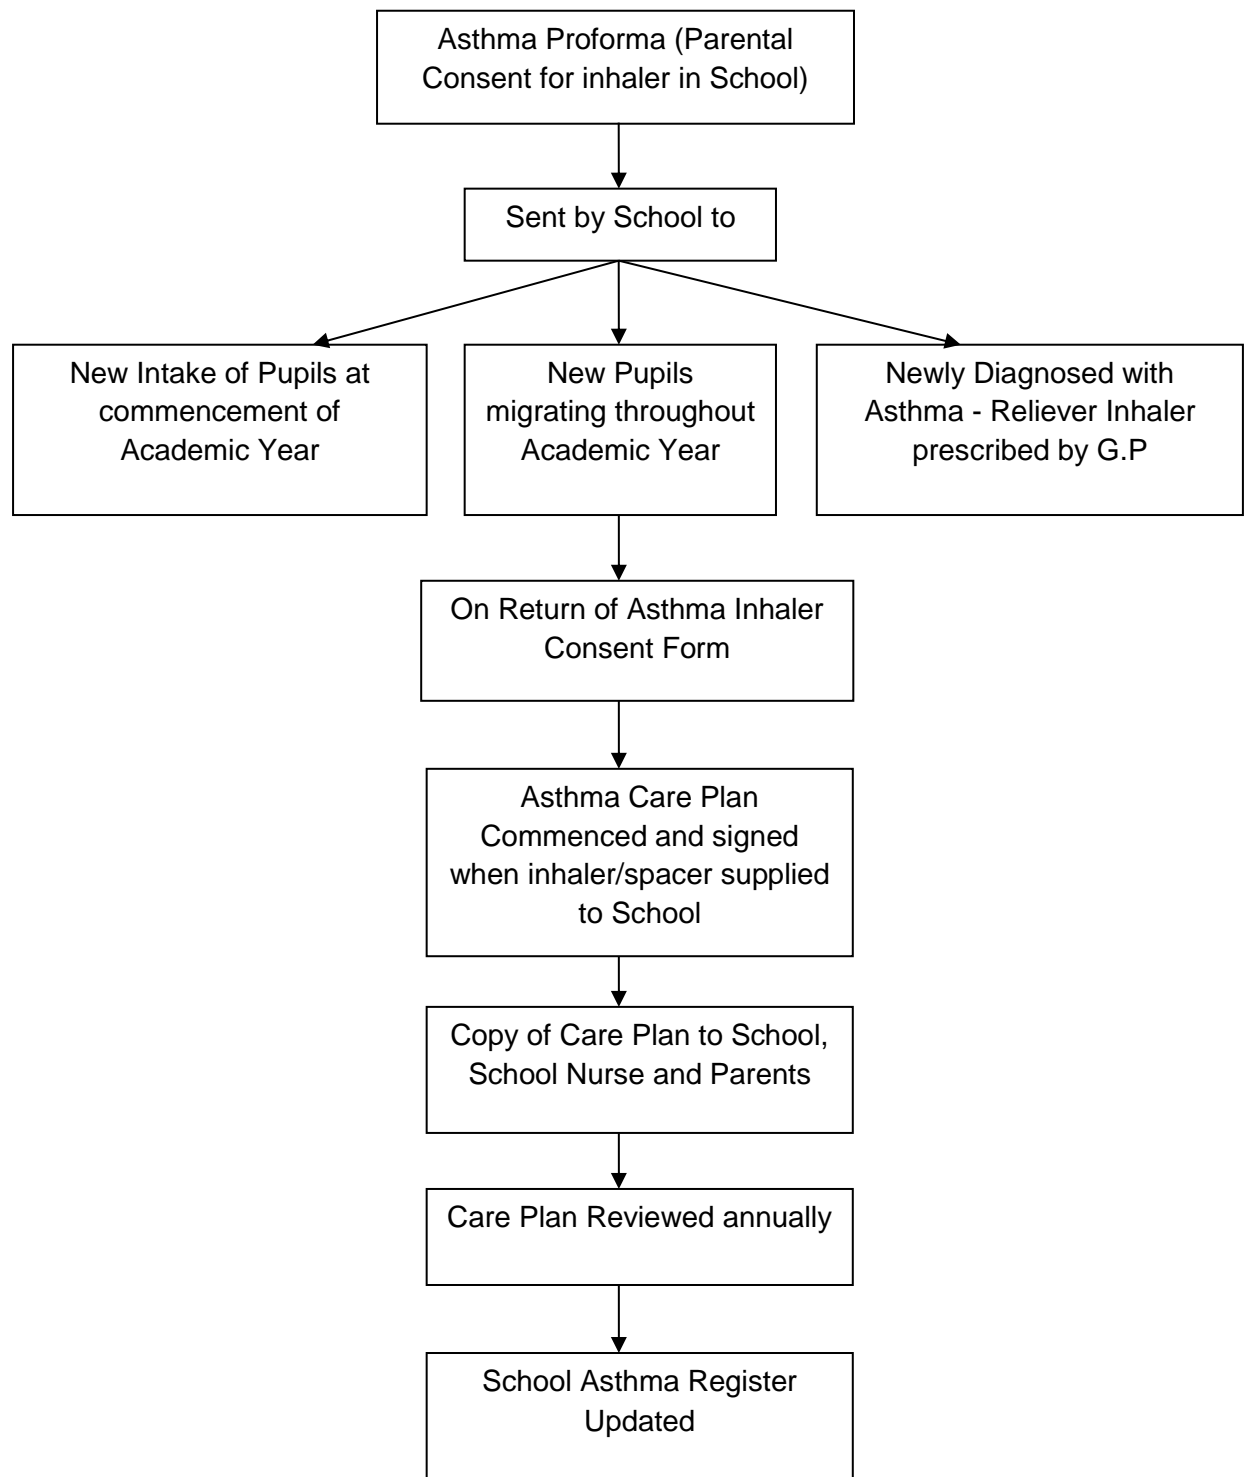 Asthma Proforma (Parental
Consent for inhaler in School)
Sent by School to
New Intake of Pupils at
commencement of
Academic Year
New Pupils
migrating throughout
Academic Year
Newly Diagnosed with
Asthma - Reliever Inhaler
prescribed by G.P
On Return of Asthma Inhaler
Consent Form
Asthma Care Plan
Commenced and signed
when inhaler/spacer supplied
to School
Copy of Care Plan to School,
School Nurse and Parents
Care Plan Reviewed annually
School Asthma Register
Updated